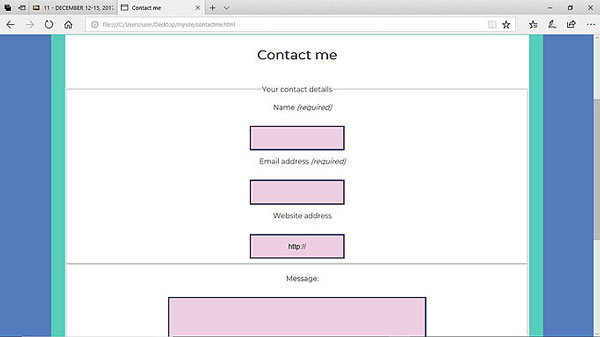 11 - DECEMBER 12-15, 201
Contact me
file:///C:/Users/seer/Desktop/mysite/contactme.html
Contact me
Your contact details
Name (required)
Email address (required)
Website address
http://
Message: